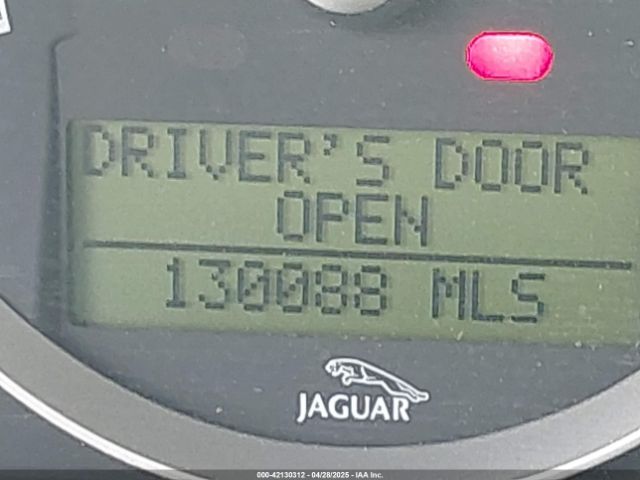 DRIVER'S DOOR
OPEN
130088 MLS
JAGUAR
000-42130312 - 04/28/2025 - IAA Inc.